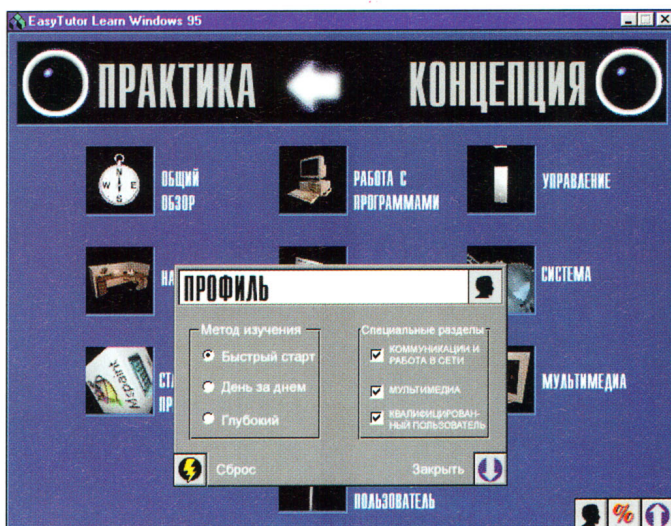 EasyTutor Learn Windows 95
ПРАКТИКА
КОНЦЕПЦИЯ
ОБЩИЙ
ОБЗОР
РАБОТА С
ПРОГРАММАМИ
УПРАВЛЕНИЕ
СИСТЕМА
МУЛЬТИМЕДИА
ПРОФИЛЬ
Метод изучения
Быстрый старт
День за днем
Глубокий
Специальные разделы
КОММУНИКАЦИИ И
РАБОТА В СЕТИ
МУЛЬТИМЕДИА
КВАЛИФИЦИРОВАН-
НЫЙ ПОЛЬЗОВАТЕЛЬ
Сброс
Закрыть
ПОЛЬЗОВАТЕЛЬ
N
W E
S
Mspaint
%